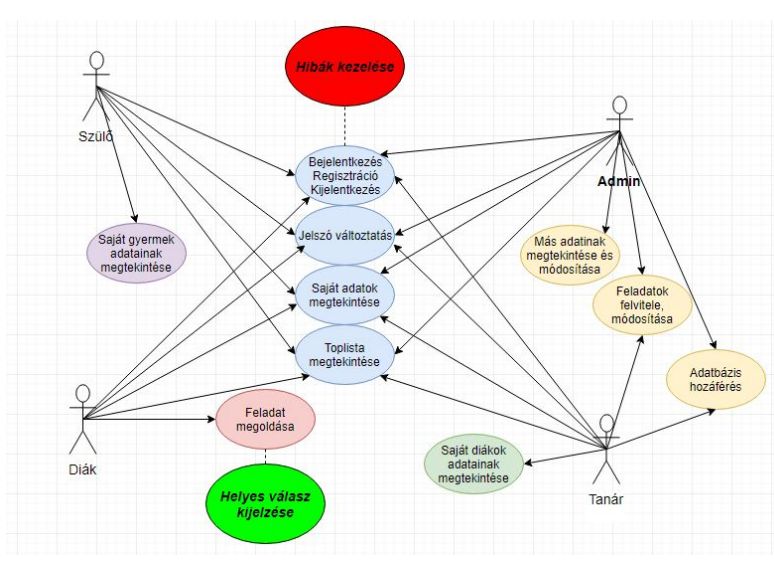 Hibák kezelése
Szülő
Admin
Bejelentkezés
Regisztráció
Kijelentkezés
Jelszó változtatás
Saját adatok
megtekintése
Toplista
megtekintése
Saját gyermek
adatainak
megtekintése
Más adatinak
megtekintése és
módosítása
Feladatok
felvitele,
módosítása
Adatbázis
hozáférés
Diák
Feladat
megoldása
Helyes válasz
kijelzése
Saját diákok
adatainak
megtekintése
Tanár